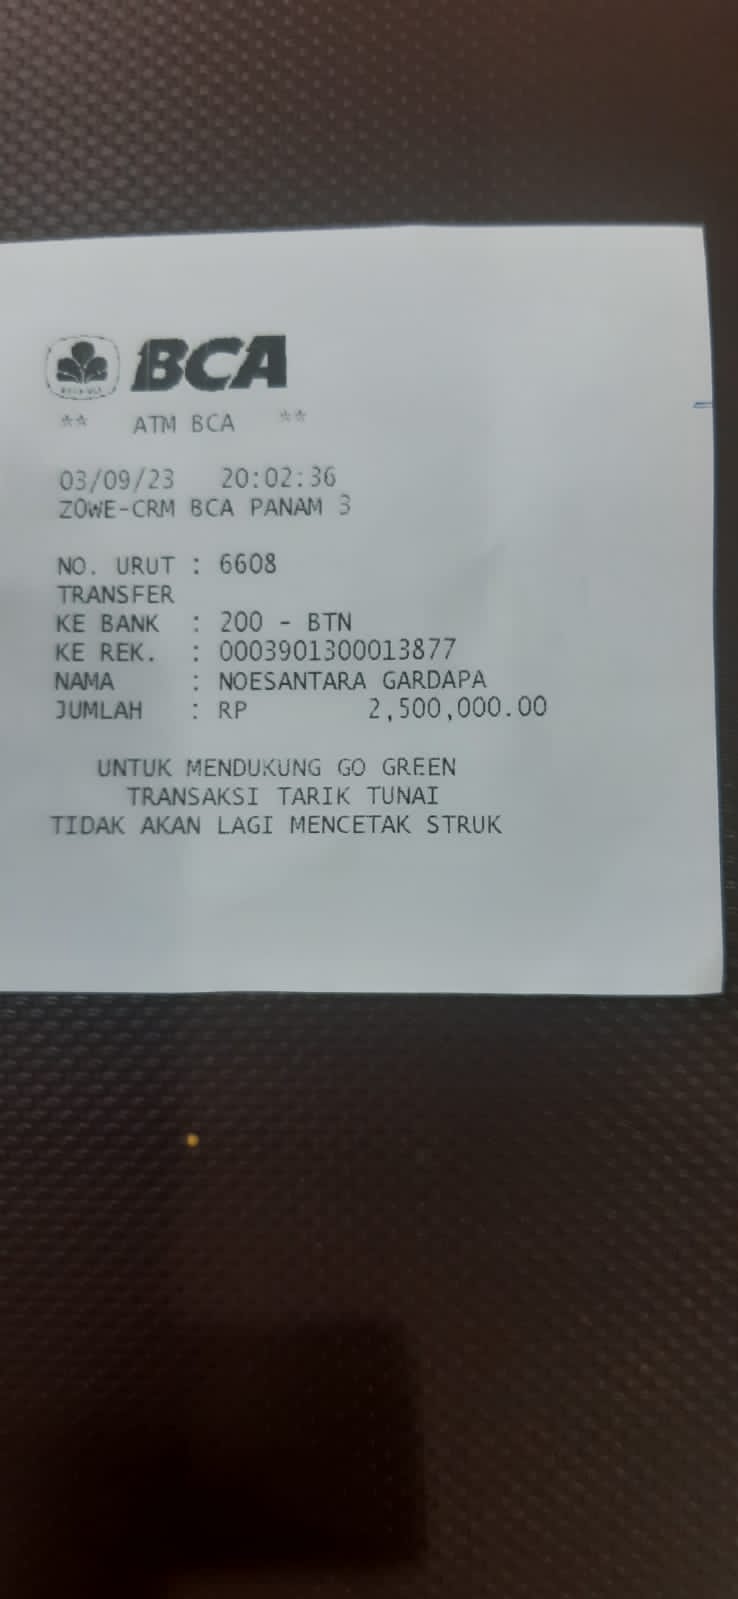 BCA
** ATM BCA **
03/09/23 20:02:36
ZOWE-CRM BCA PANAM 3
NO. URUT : 6608
TRANSFER
KE BANK : 200 - BTN
KE REK. : 0003901300013877
NAMA : NOESANTARA GARDAPA
JUMLAH : RP 2,500,000.00
UNTUK MENDUKUNG GO GREEN
TRANSAKSI TARIK TUNAI
TIDAK AKAN LAGI MENCETAK STRUK